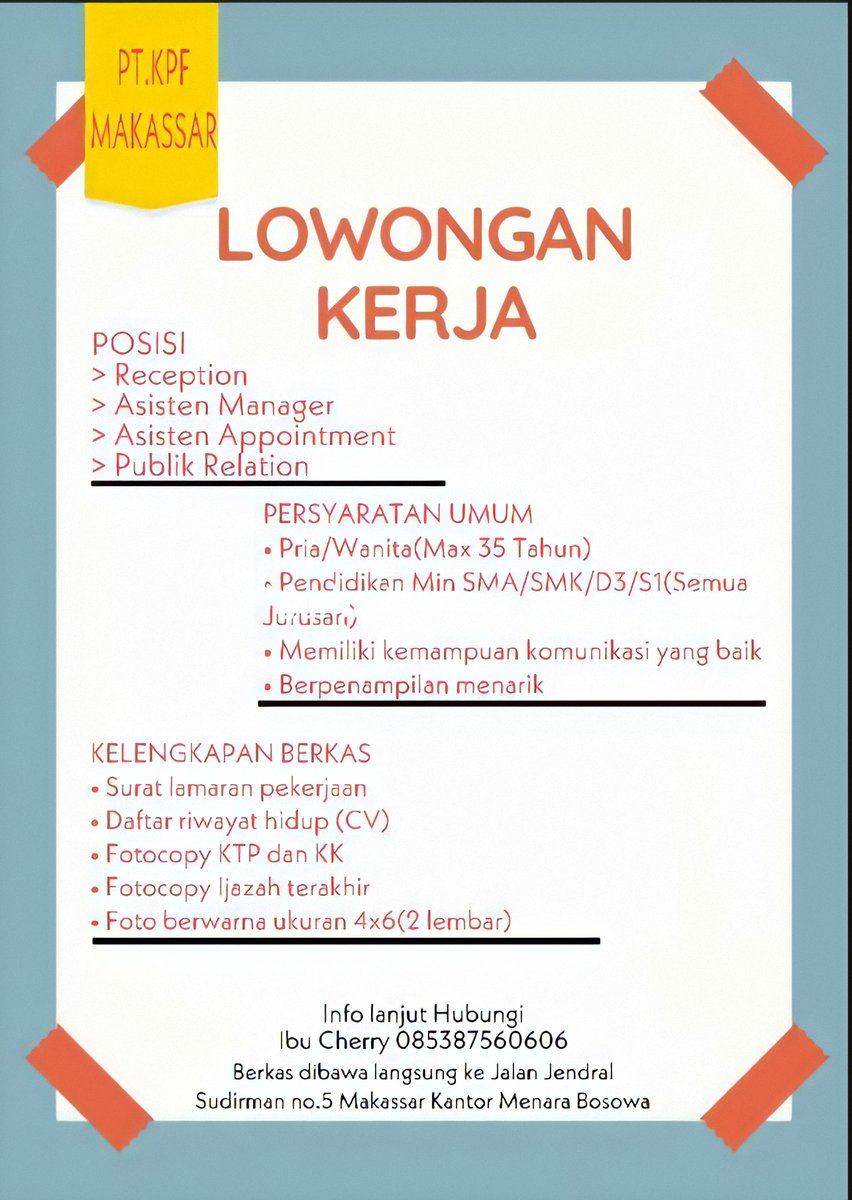 PT.KPF
MAKASSAR
LOWONGAN
KERJA
POSISI
> Reception
> Asisten Manager
> Asisten Appointment
> Publik Relation
PERSYARATAN UMUM
• Pria/Wanita(Max 35 Tahun)
• Pendidikan Min SMA/SMK/D3/S1(Semua
Jurusan)
• Memiliki kemampuan komunikasi yang baik
• Berpenampilan menarik
KELENGKAPAN BERKAS
• Surat lamaran pekerjaan
• Daftar riwayat hidup (CV)
• Fotocopy KTP dan KK
• Fotocopy Ijazah terakhir
• Foto berwarna ukuran 4x6(2 lembar)
Info lanjut Hubungi
Ibu Cherry 085387560606
Berkas dibawa langsung ke Jalan Jendral
Sudirman no.5 Makassar Kantor Menara Bosowa